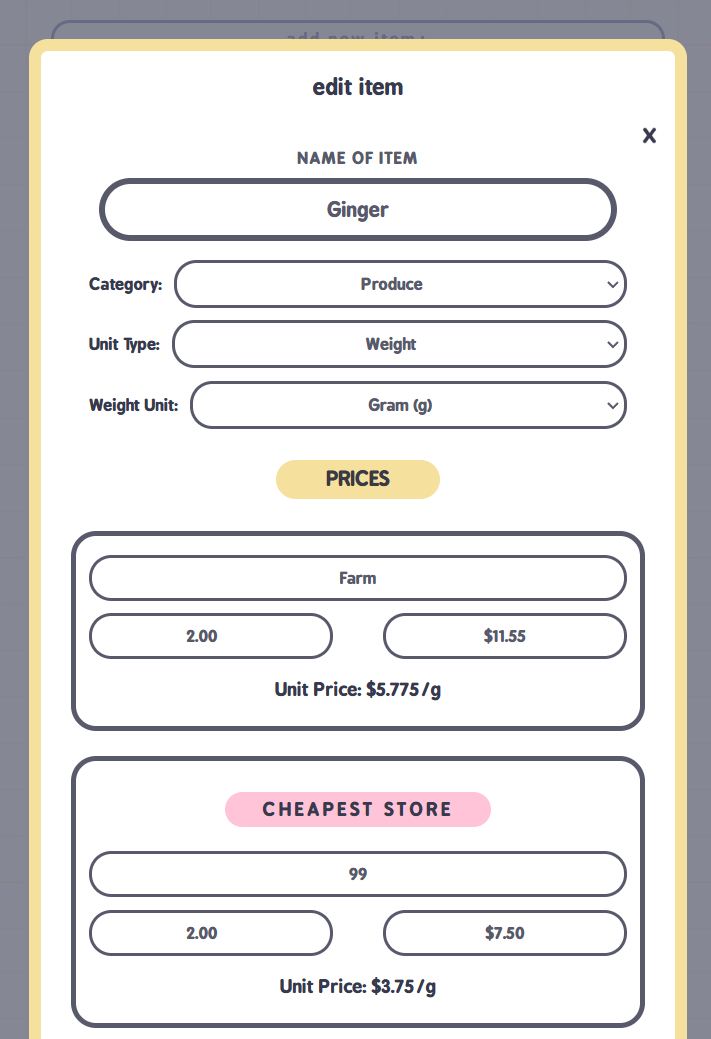 add new item+
edit item
X
NAME OF ITEM
Ginger
Category: Produce
Unit Type: Weight
Weight Unit: Gram (g)
PRICES
Farm
2.00 $11.55
Unit Price: $5.775/g
CHEAPEST STORE
99
2.00 $7.50
Unit Price: $3.75/g